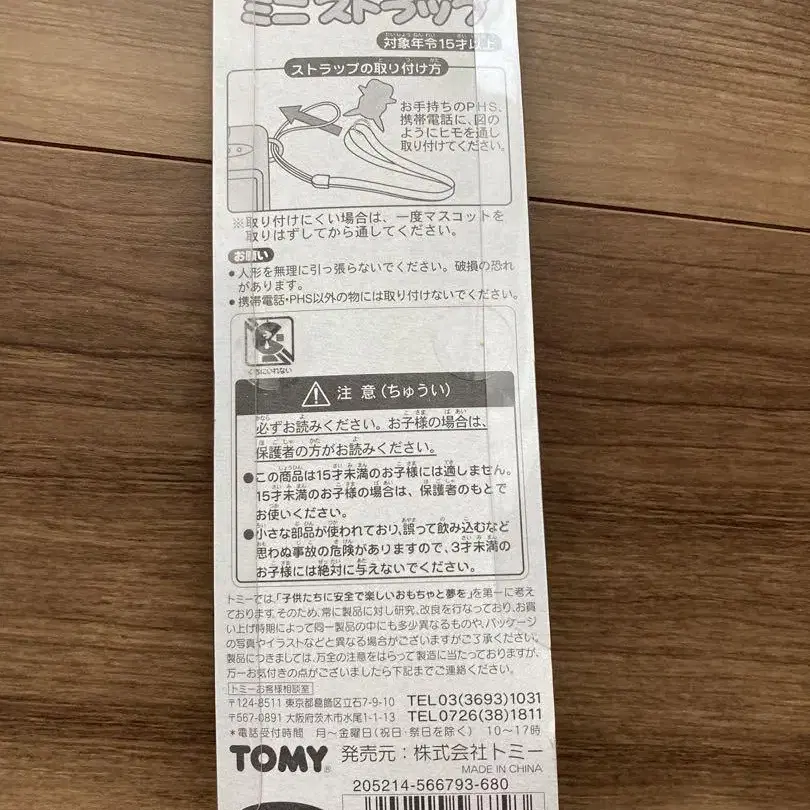 ミニストラップ
対象年令15才以上
ストラップの取り付け方
お手持ちのPHS、
携帯電話に、図の
ようにヒモを通し
取り付けてください。
※取り付けにくい場合は、一度マスコットを
取りはずしてから通してください。
お願い
●人形を無理に引っ張らないでください。破損の恐れ
があります。
●携帯電話・PHS以外の物には取り付けないでください。
くちにいれない
注意(ちゅうい)
必ずお読みください。お子様の場合は、
保護者の方がお読みください。
●この商品は15才未満のお子様には適しません。
15才未満のお子様の場合は、保護者のもとで
お使いください。
●小さな部品が使われており、誤って飲み込むなど
思わぬ事故の危険がありますので、3才未満の
お子様には絶対に与えないでください。
トミーでは、「子供たちに安全で楽しいおもちゃと夢を」を第一に考え
ております。そのため、常に製品に対し研究、改良を行なっており、お買
い上げ時期によって同一製品の中にも多少異なるものや、パッケージ
の写真やイラストなどと異なる場合がございますがご了承ください。
製品につきましては、万全の注意をはらって製造に当たっておりますが、
万一お気付きの点がございましたら下記までご連絡ください。
トミーお客様相談室
〒124-8511 東京都葛飾区立石7-9-10 TEL03(3693)1031
〒567-0891 大阪府茨木市水尾1-1-13 TEL0726(38)1811
*電話受付時間 月~金曜日(祝日・祭日を除く) 10~17時
TOMY® 発売元:株式会社トミー
MADE IN CHINA
205214-566793-680